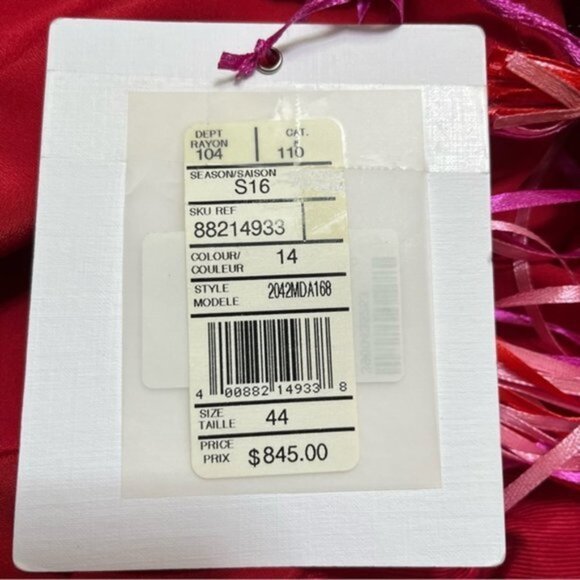 DEPT CAT.
RAYON
104 110
SEASON/SAISON
S16
SKU REF
88214933
COLOUR/ 14
COULEUR
STYLE 2042MDA168
MODELE
4 00882 14933 8
SIZE 44
TAILLE
PRICE $845.00
PRIX